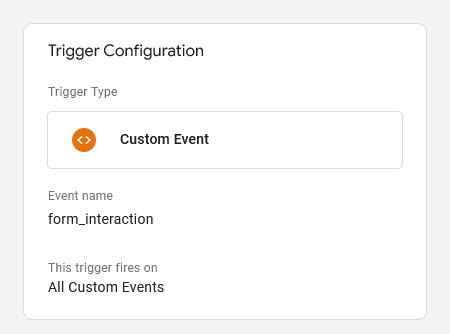 Trigger Configuration
Trigger Type
Custom Event
Event name
form_interaction
This trigger fires on
All Custom Events